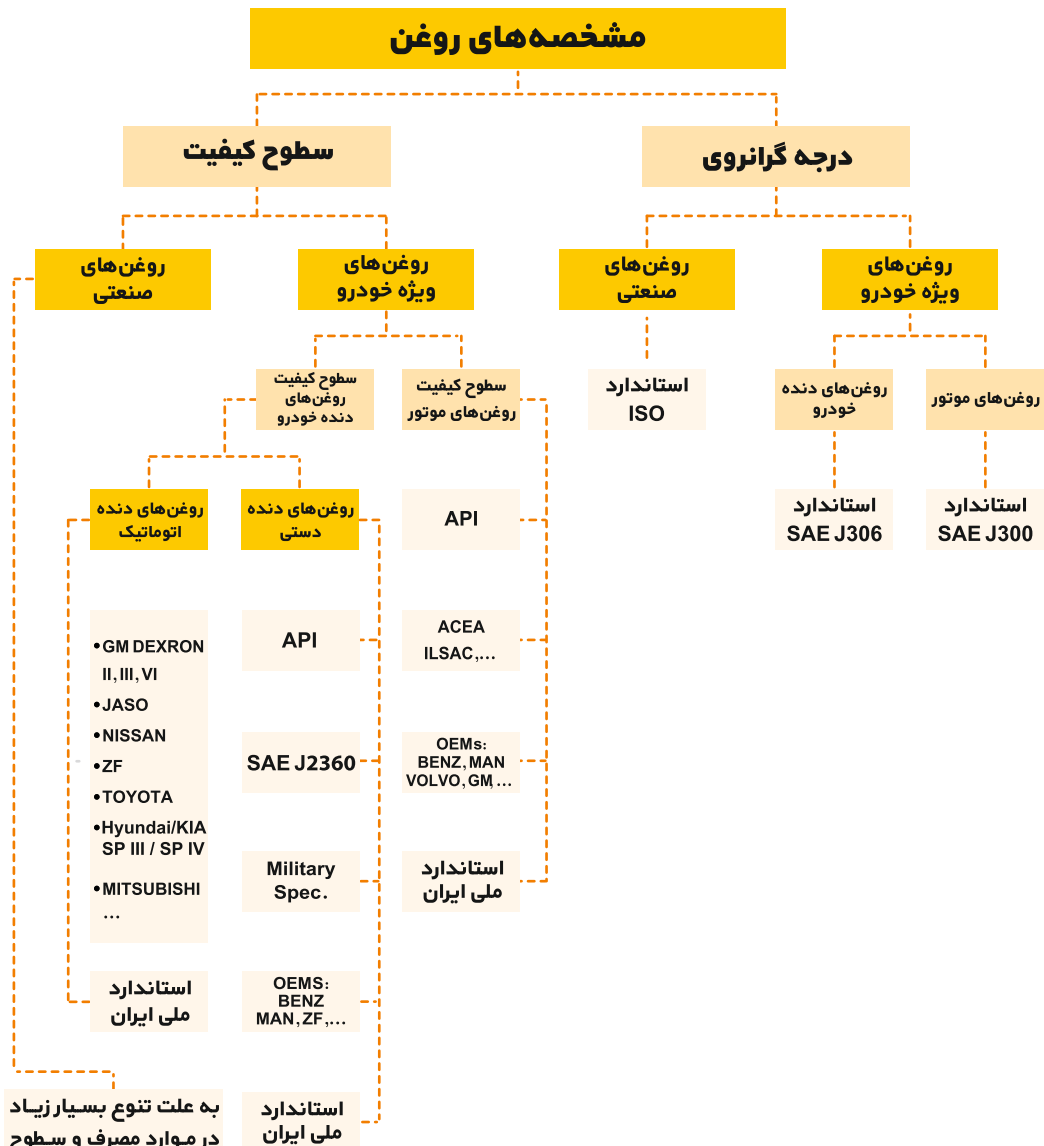 مشخصه‌های روغن
درجه گرانروی
سطوح کیفیت
روغن‌های
ویژه خودرو
روغن‌های
صنعتی
روغن‌های
ویژه خودرو
روغن‌های
صنعتی
روغن‌های موتور
روغن‌های دنده
خودرو
استاندارد
ISO
سطوح کیفیت
روغن‌های موتور
سطوح کیفیت
روغن‌های
دنده خودرو
استاندارد
SAE J300
استاندارد
SAE J306
API
ACEA
ILSAC,...
OEMs:
BENZ, MAN
VOLVO, GM, ...
استاندارد
ملی ایران
روغن‌های دنده
دستی
API
SAE J2360
Military
Spec.
OEMS:
BENZ
MAN, ZF, ...
استاندارد
ملی ایران
روغن‌های دنده
اتوماتیک
•GM DEXRON
II, III, VI
•JASO
•NISSAN
•ZF
•TOYOTA
•Hyundai/KIA
SP III / SP IV
•MITSUBISHI
...
استاندارد
ملی ایران
به علت تنوع بسیار زیاد
در موارد مصرف و سطوح